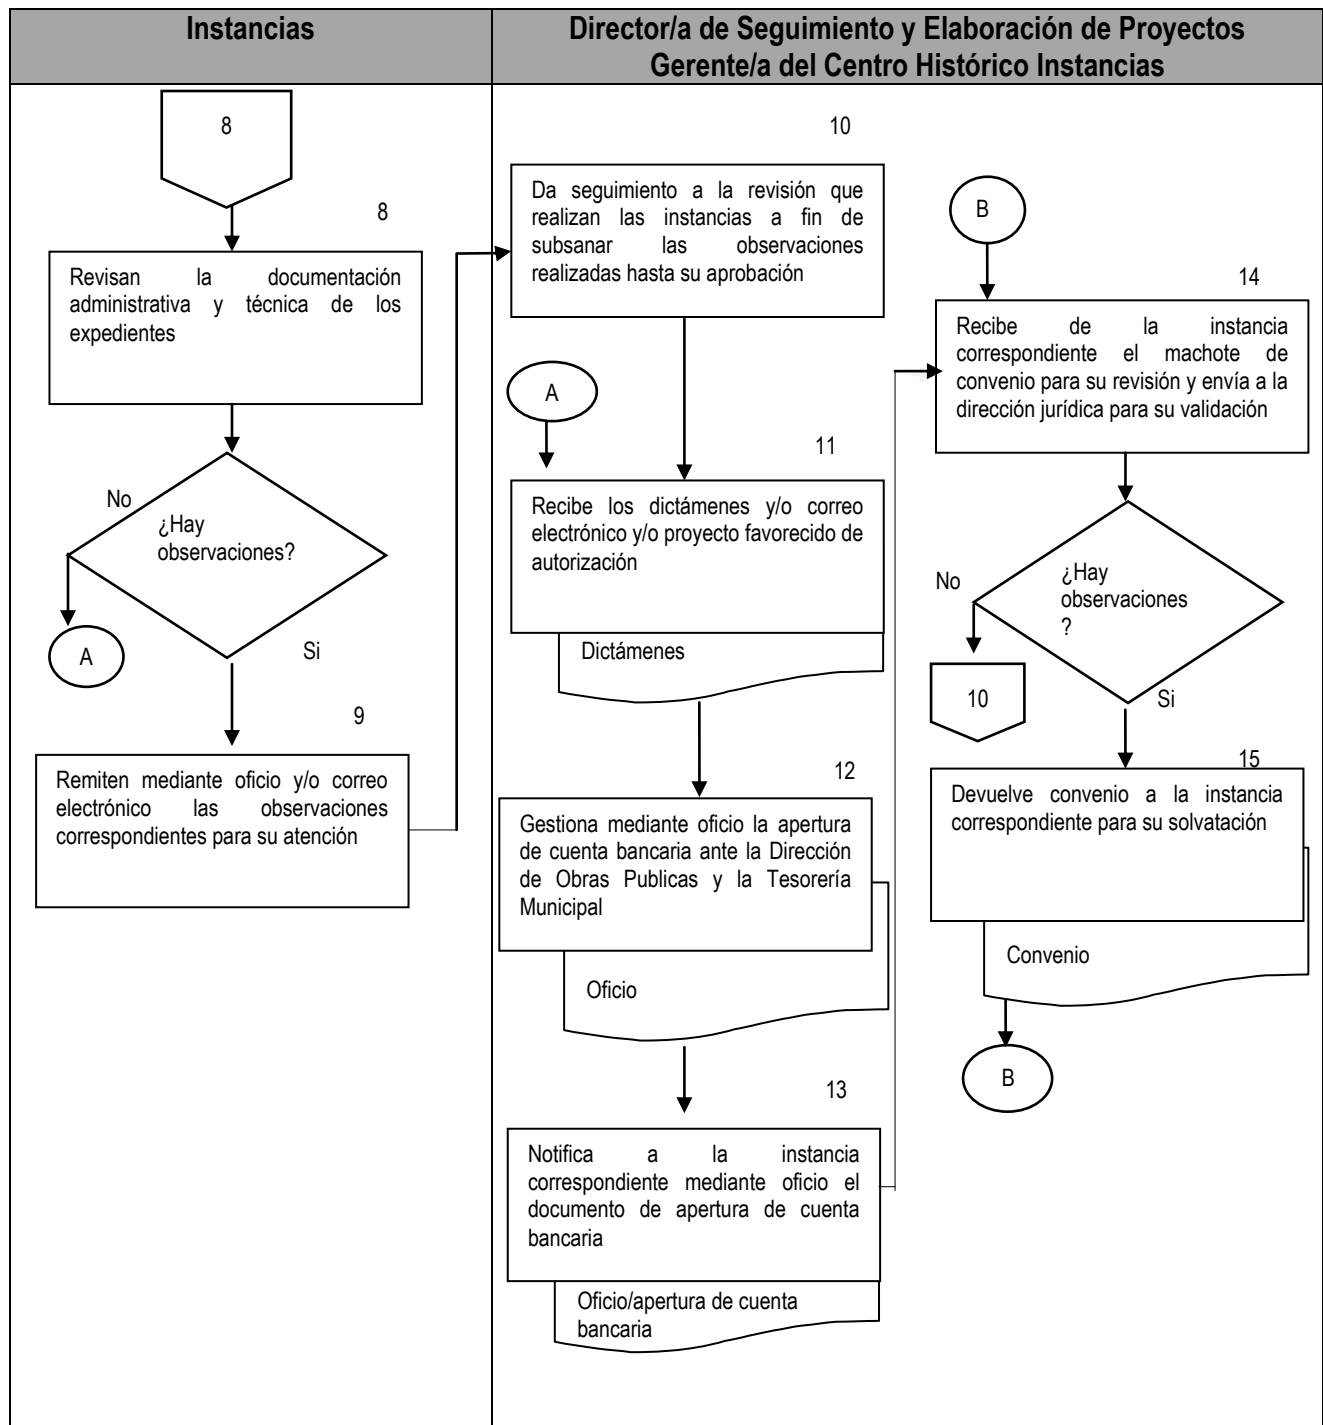 Instancias
Director/a de Seguimiento y Elaboración de Proyectos
Gerente/a del Centro Histórico Instancias
8
8
Revisan la documentación
administrativa y técnica de los
expedientes
No
¿Hay
observaciones?
A
Si
9
Remiten mediante oficio y/o correo
electrónico las observaciones
correspondientes para su atención
10
Da seguimiento a la revisión que
realizan las instancias a fin de
subsanar las observaciones
realizadas hasta su aprobación
A
11
Recibe los dictámenes y/o correo
electrónico y/o proyecto favorecido de
autorización
Dictámenes
12
Gestiona mediante oficio la apertura
de cuenta bancaria ante la Dirección
de Obras Publicas y la Tesorería
Municipal
Oficio
13
Notifica a la instancia
correspondiente mediante oficio el
documento de apertura de cuenta
bancaria
Oficio/apertura de cuenta
bancaria
B
14
Recibe de la instancia
correspondiente el machote de
convenio para su revisión y envía a la
dirección jurídica para su validación
No
¿Hay
observaciones
?
10
Si
15
Devuelve convenio a la instancia
correspondiente para su solvatación
Convenio
B